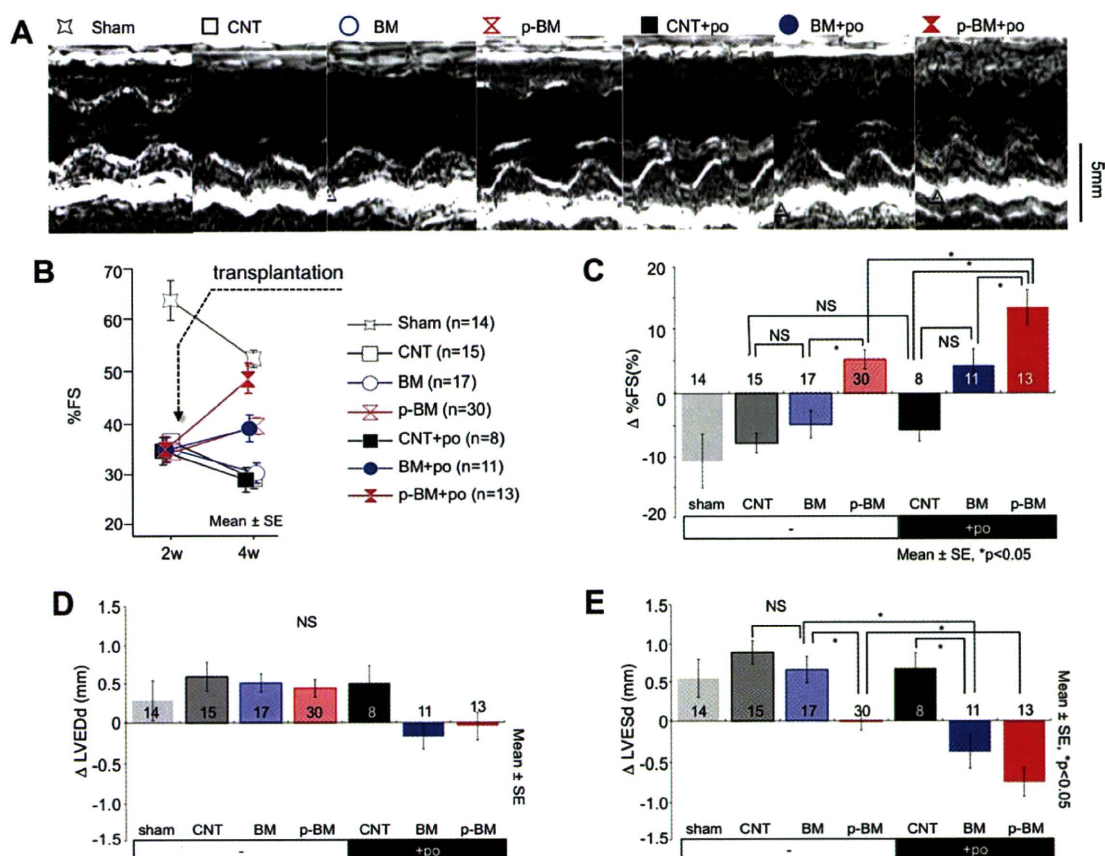 A
Sham CNT BM p-BM CNT+po BM+po p-BM+po
5mm
B
transplantation
%FS
70
60
50
40
30
20
2w 4w
Mean ± SE
Sham (n=14)
CNT (n=15)
BM (n=17)
p-BM (n=30)
CNT+po (n=8)
BM+po (n=11)
p-BM+po (n=13)
C
Δ %FS(%)
20
10
0
-10
-20
* * * NS NS * NS
14 15 17 30 8 11 13
sham CNT BM p-BM CNT BM p-BM
- +po
Mean ± SE, *p<0.05
D
Δ LVEDd (mm)
1.5
1.0
0.5
0
-0.5
-1.0
-1.5
NS
14 15 17 30 8 11 13
sham CNT BM p-BM CNT BM p-BM
- +po
Mean ± SE
E
Δ LVESd (mm)
1.5
1.0
0.5
0
-0.5
-1.0
-1.5
NS * * * *
14 15 17 30 8 11 13
sham CNT BM p-BM CNT BM p-BM
- +po
Mean ± SE, *p<0.05